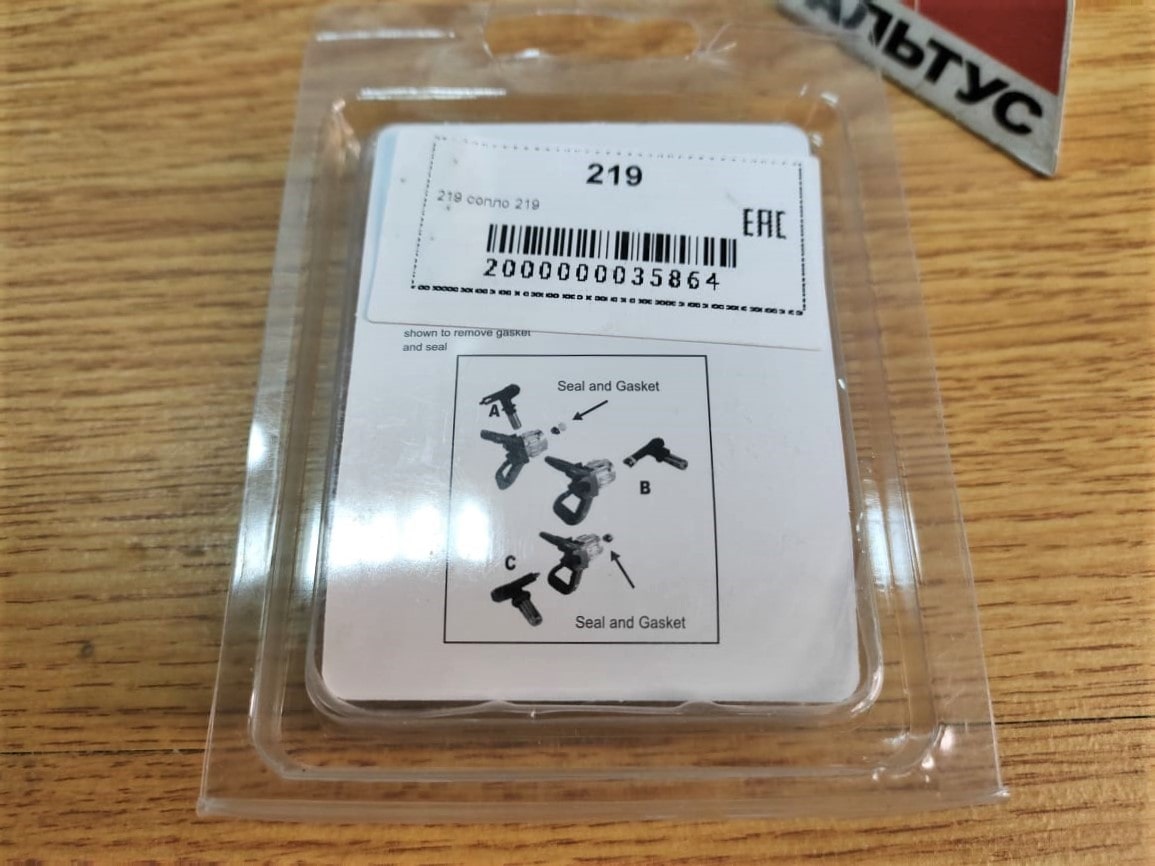 АЛЬТУС
219
219 сопло 219
EAC
2000000035864
shown to remove gasket
and seal
Seal and Gasket
A
B
C
Seal and Gasket